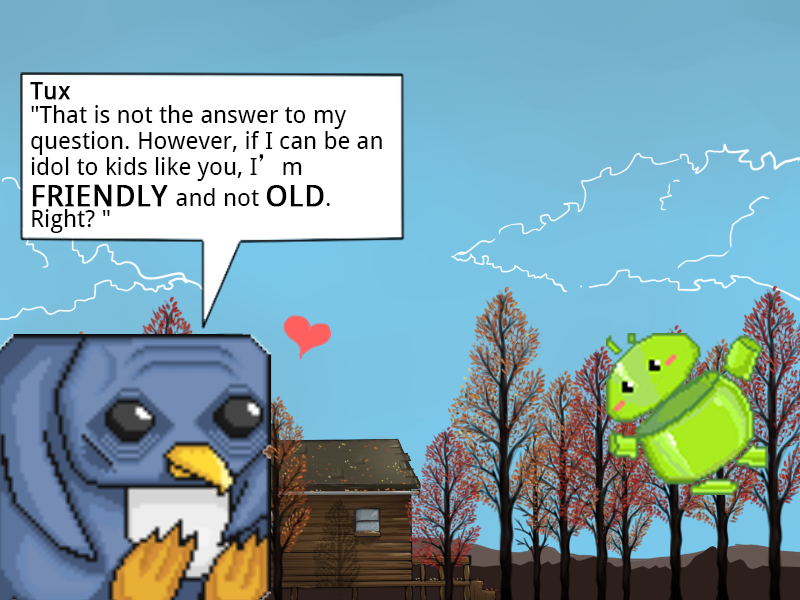 Tux
"That is not the answer to my
question. However, if I can be an
idol to kids like you, I’m
FRIENDLY and not OLD.
Right? "